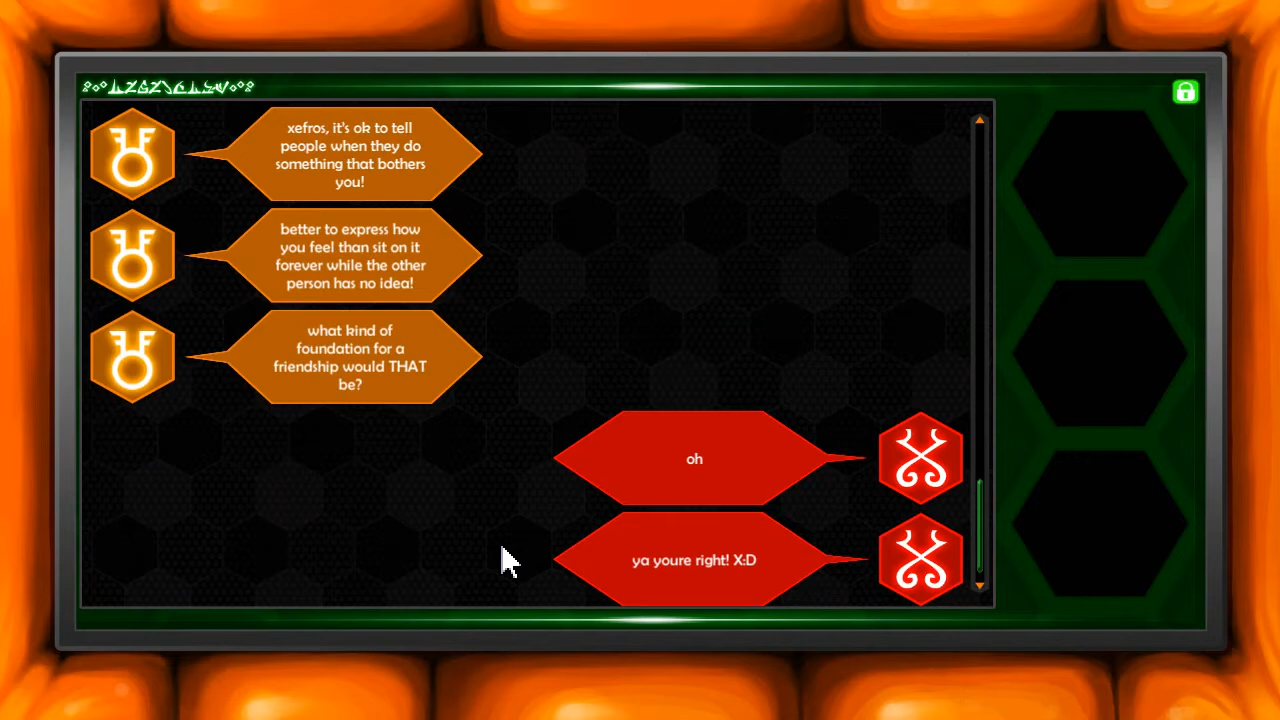 xefros, it's ok to tell
people when they do
something that bothers
you!
better to express how
you feel than sit on it
forever while the other
person has no idea!
what kind of
foundation for a
friendship would THAT
be?
oh
ya youre right! X:D